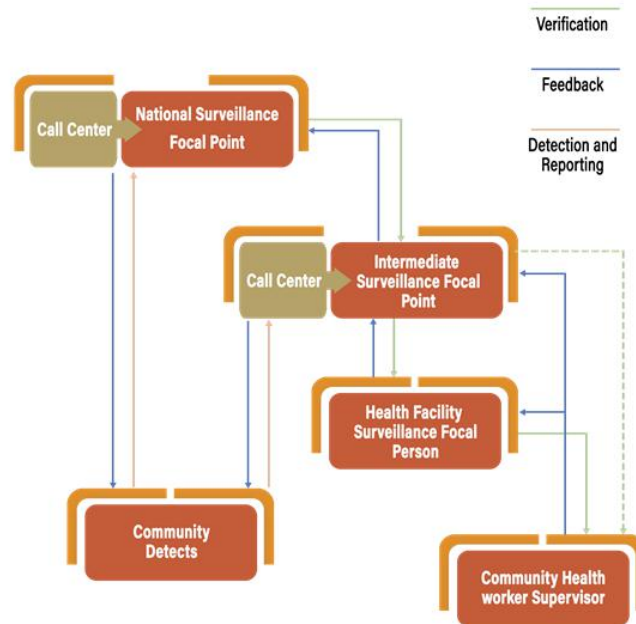 Verification
Feedback
Detection and
Reporting
Call Center
National Surveillance
Focal Point
Call Center
Intermediate
Surveillance Focal
Point
Health Facility
Surveillance Focal
Person
Community
Detects
Community Health
worker Supervisor